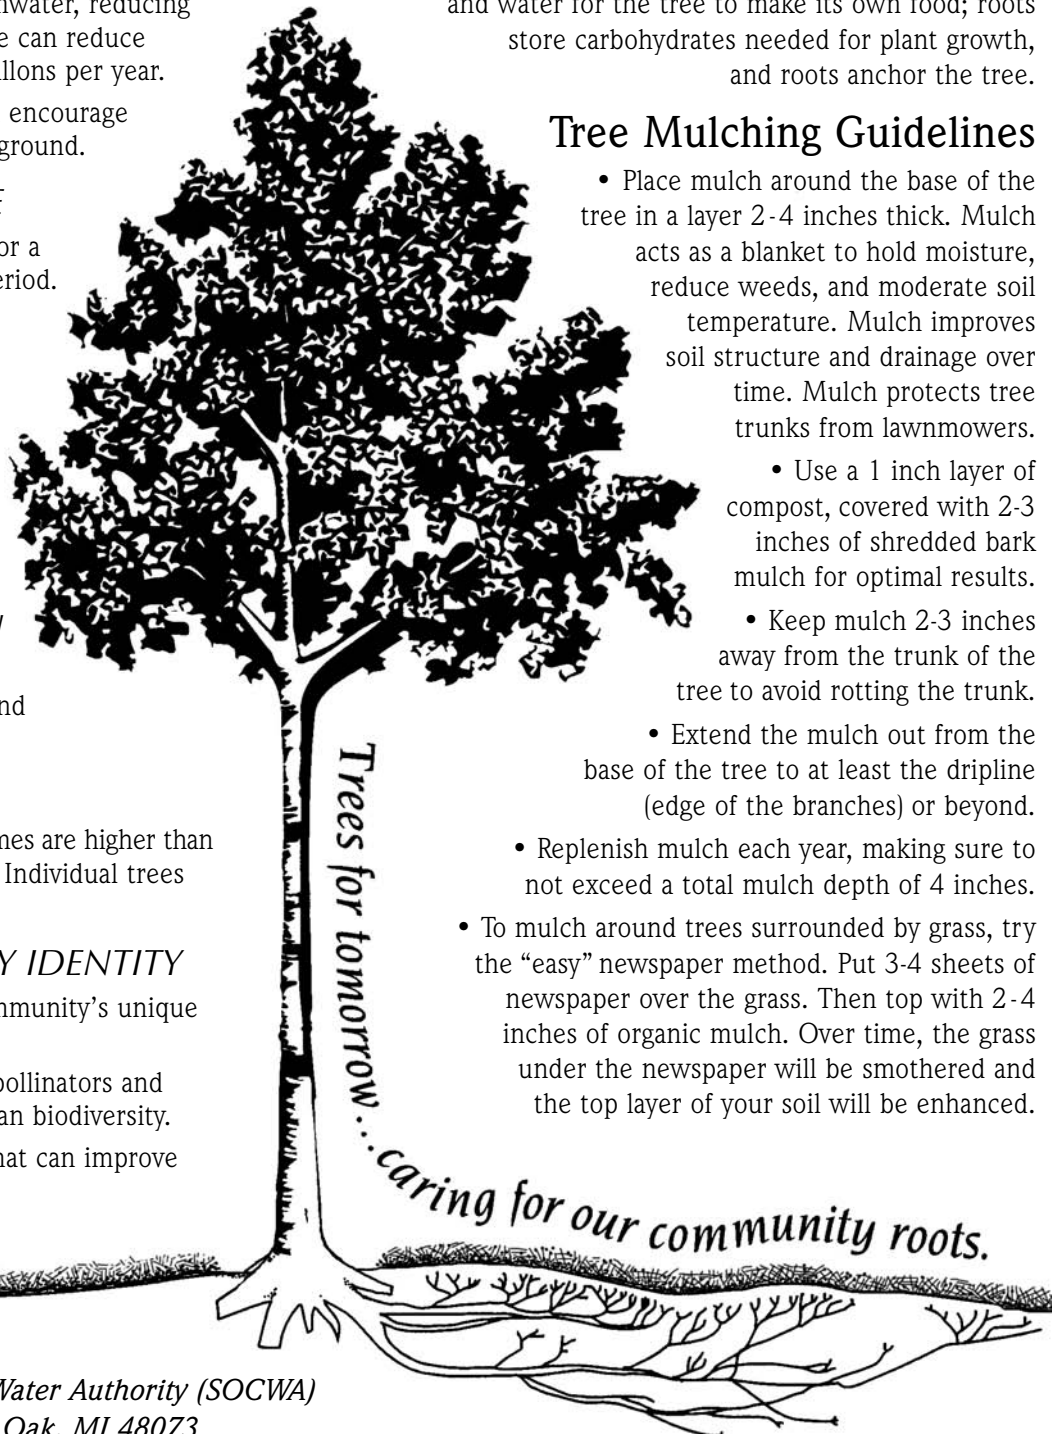 nwater, reducing
e can reduce
llons per year.
encourage
ground.
or a
eriod.
nd
mes are higher than
Individual trees
Y IDENTITY
mmunity’s unique
pollinators and
an biodiversity.
hat can improve
Water Authority (SOCWA)
Oak, MI 48073
and water for the tree to make its own food; roots
store carbohydrates needed for plant growth,
and roots anchor the tree.
Tree Mulching Guidelines
• Place mulch around the base of the
tree in a layer 2-4 inches thick. Mulch
acts as a blanket to hold moisture,
reduce weeds, and moderate soil
temperature. Mulch improves
soil structure and drainage over
time. Mulch protects tree
trunks from lawnmowers.
• Use a 1 inch layer of
compost, covered with 2-3
inches of shredded bark
mulch for optimal results.
• Keep mulch 2-3 inches
away from the trunk of the
tree to avoid rotting the trunk.
• Extend the mulch out from the
base of the tree to at least the dripline
(edge of the branches) or beyond.
• Replenish mulch each year, making sure to
not exceed a total mulch depth of 4 inches.
• To mulch around trees surrounded by grass, try
the “easy” newspaper method. Put 3-4 sheets of
newspaper over the grass. Then top with 2-4
inches of organic mulch. Over time, the grass
under the newspaper will be smothered and
the top layer of your soil will be enhanced.
Trees for tomorrow...caring for our community roots.